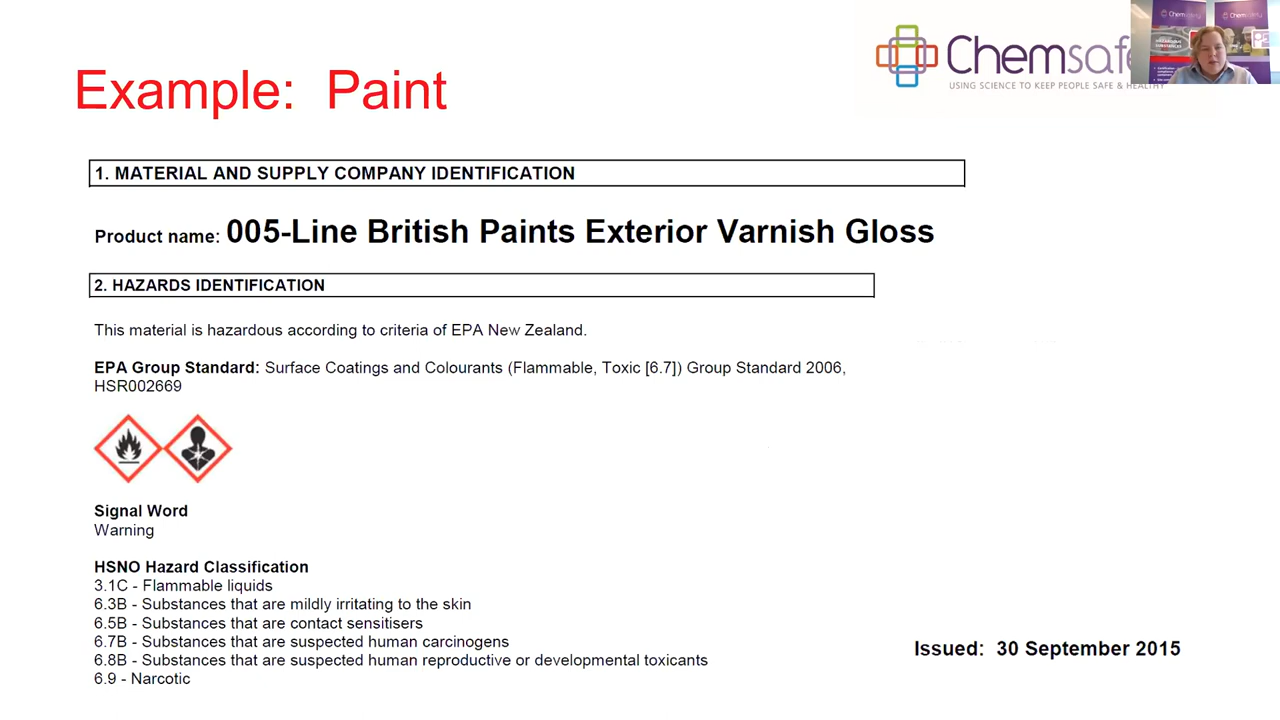 Example: Paint
Chemsafe
USING SCIENCE TO KEEP PEOPLE SAFE & HEALTHY
1. MATERIAL AND SUPPLY COMPANY IDENTIFICATION
Product name: 005-Line British Paints Exterior Varnish Gloss
2. HAZARDS IDENTIFICATION
This material is hazardous according to criteria of EPA New Zealand.
EPA Group Standard: Surface Coatings and Colourants (Flammable, Toxic [6.7]) Group Standard 2006,
HSR002669
Signal Word
Warning
HSNO Hazard Classification
3.1C - Flammable liquids
6.3B - Substances that are mildly irritating to the skin
6.5B - Substances that are contact sensitisers
6.7B - Substances that are suspected human carcinogens
6.8B - Substances that are suspected human reproductive or developmental toxicants
6.9 - Narcotic
Issued: 30 September 2015